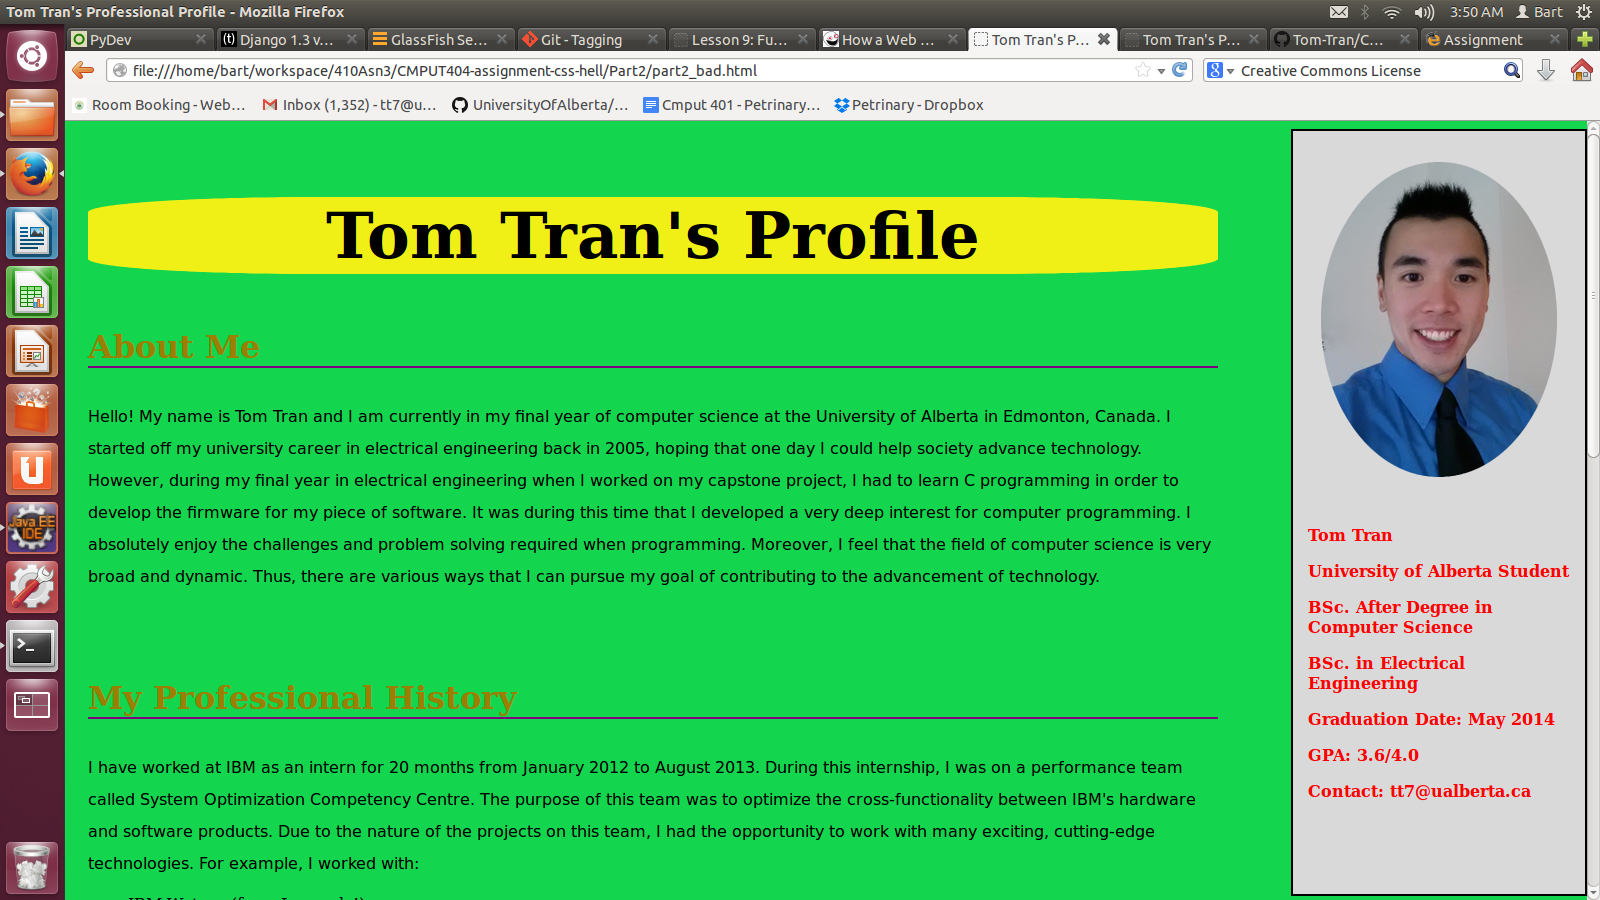 Tom Tran's Professional Profile - Mozilla Firefox
3:50 AM
Bart
PyDev
Django 1.3 v...
GlassFish Se...
Git - Tagging
Lesson 9: Fu...
How a Web ...
Tom Tran's P...
Tom Tran's P...
Tom-Tran/C...
Assignment
file:///home/bart/workspace/410Asn3/CMPUT404-assignment-css-hell/Part2/part2_bad.html
Creative Commons License
Room Booking - Web...
Inbox (1,352) - tt7@u...
UniversityOfAlberta/...
Cmput 401 - Petrinary...
Petrinary - Dropbox
Tom Tran's Profile
About Me
Hello! My name is Tom Tran and I am currently in my final year of computer science at the University of Alberta in Edmonton, Canada. I
started off my university career in electrical engineering back in 2005, hoping that one day I could help society advance technology.
However, during my final year in electrical engineering when I worked on my capstone project, I had to learn C programming in order to
develop the firmware for my piece of software. It was during this time that I developed a very deep interest for computer programming. I
absolutely enjoy the challenges and problem solving required when programming. Moreover, I feel that the field of computer science is very
broad and dynamic. Thus, there are various ways that I can pursue my goal of contributing to the advancement of technology.
My Professional History
I have worked at IBM as an intern for 20 months from January 2012 to August 2013. During this internship, I was on a performance team
called System Optimization Competency Centre. The purpose of this team was to optimize the cross-functionality between IBM's hardware
and software products. Due to the nature of the projects on this team, I had the opportunity to work with many exciting, cutting-edge
technologies. For example, I worked with:
Tom Tran
University of Alberta Student
BSc. After Degree in
Computer Science
BSc. in Electrical
Engineering
Graduation Date: May 2014
GPA: 3.6/4.0
Contact: tt7@ualberta.ca
Java EE
IDE